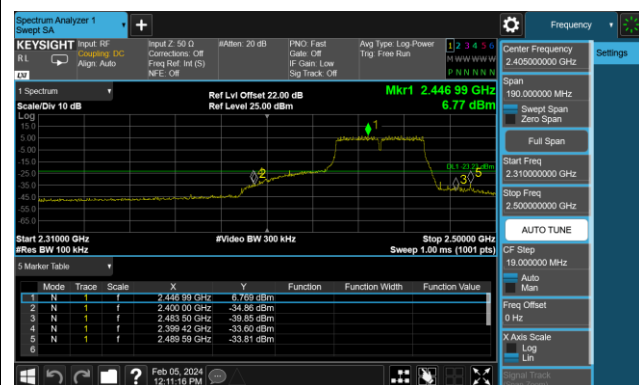 Spectrum Analyzer 1
Swept SA
Frequency
KEYSIGHT
RL
LXI
Input: RF
Coupling: DC
Align: Auto
Input Z: 50 Ω
Corrections: Off
Freq Ref: Int (S)
NFE: Off
#Atten: 20 dB
PNO: Fast
Gate: Off
IF Gain: Low
Sig Track: Off
Avg Type: Log-Power
Trig: Free Run
1 2 3 4 5 6
M W W W W W
P N N N N N
1 Spectrum
Scale/Div 10 dB
Ref Lvl Offset 22.00 dB
Ref Level 25.00 dBm
Mkr1 2.446 99 GHz
6.77 dBm
Log
15.0
5.00
-5.00
-15.0
-25.0
-35.0
-45.0
-55.0
-65.0
1
2
3
5
Start 2.31000 GHz
#Res BW 100 kHz
#Video BW 300 kHz
Stop 2.50000 GHz
Sweep 1.00 ms (1001 pts)
5 Marker Table
Mode Trace Scale X Y Function Function Width Function Value
1 N 1 f 2.446 99 GHz 6.769 dBm
2 N 1 f 2.400 00 GHz -34.86 dBm
3 N 1 f 2.483 50 GHz -39.85 dBm
4 N 1 f 2.399 42 GHz -33.60 dBm
5 N 1 f 2.489 59 GHz -33.81 dBm
6
Feb 05, 2024
12:11:16 PM
Center Frequency
2.405000000 GHz
Settings
Span
190.000000 MHz
Swept Span
Zero Span
Full Span
Start Freq
2.310000000 GHz
Stop Freq
2.500000000 GHz
AUTO TUNE
CF Step
19.000000 MHz
Auto
Man
Freq Offset
0 Hz
X Axis Scale
Log
Lin
Signal Track